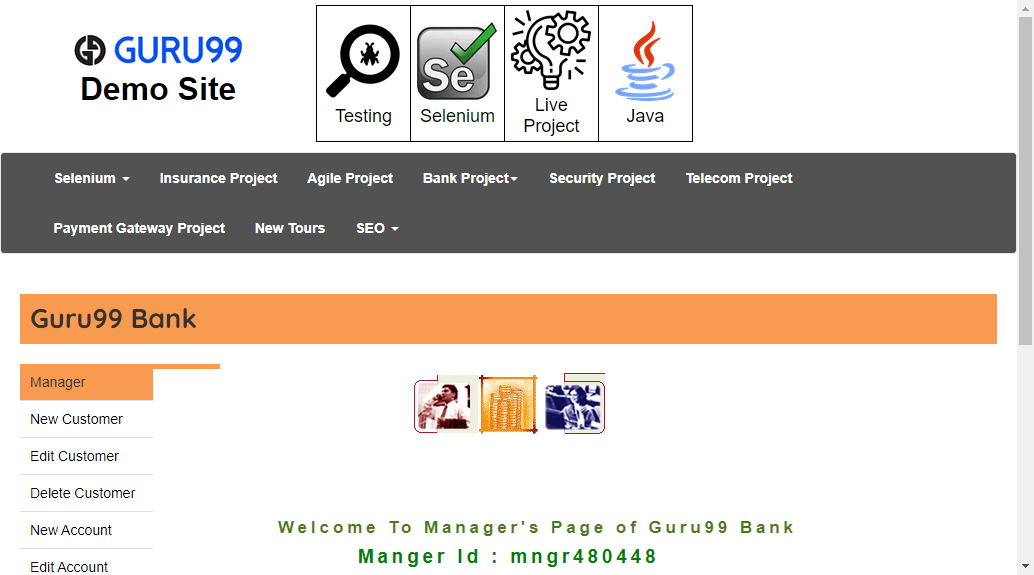 GURU99
Demo Site
Testing
Se
Selenium
Live
Project
Java
Selenium
Insurance Project
Agile Project
Bank Project
Security Project
Telecom Project
Payment Gateway Project
New Tours
SEO
Guru99 Bank
Manager
New Customer
Edit Customer
Delete Customer
New Account
Edit Account
Welcome To Manager's Page of Guru99 Bank
Manger Id : mngr480448